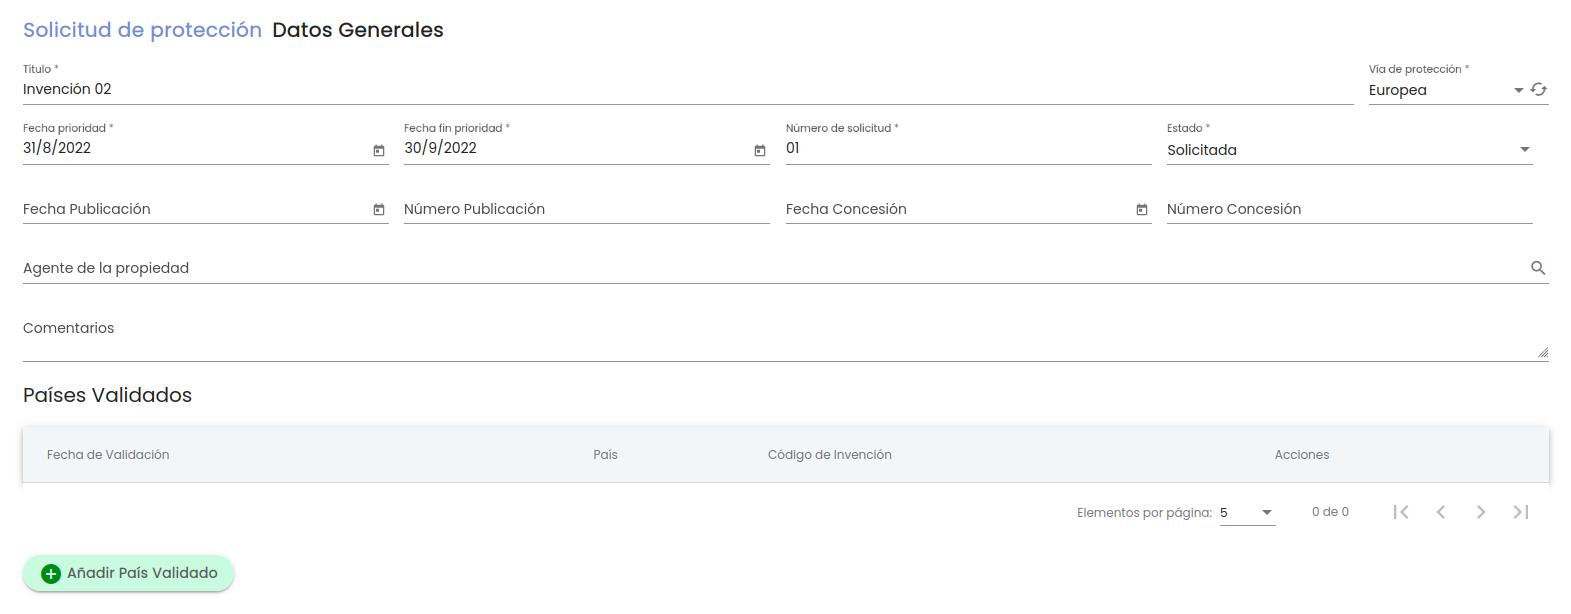 Solicitud de protección Datos Generales
Título * Vía de protección *
Invención 02 Europea
Fecha prioridad * Fecha fin prioridad * Número de solicitud * Estado *
31/8/2022 30/9/2022 01 Solicitada
Fecha Publicación Número Publicación Fecha Concesión Número Concesión
Agente de la propiedad
Comentarios
Países Validados
Fecha de Validación País Código de Invención Acciones
Elementos por página: 5 0 de 0
Añadir País Validado